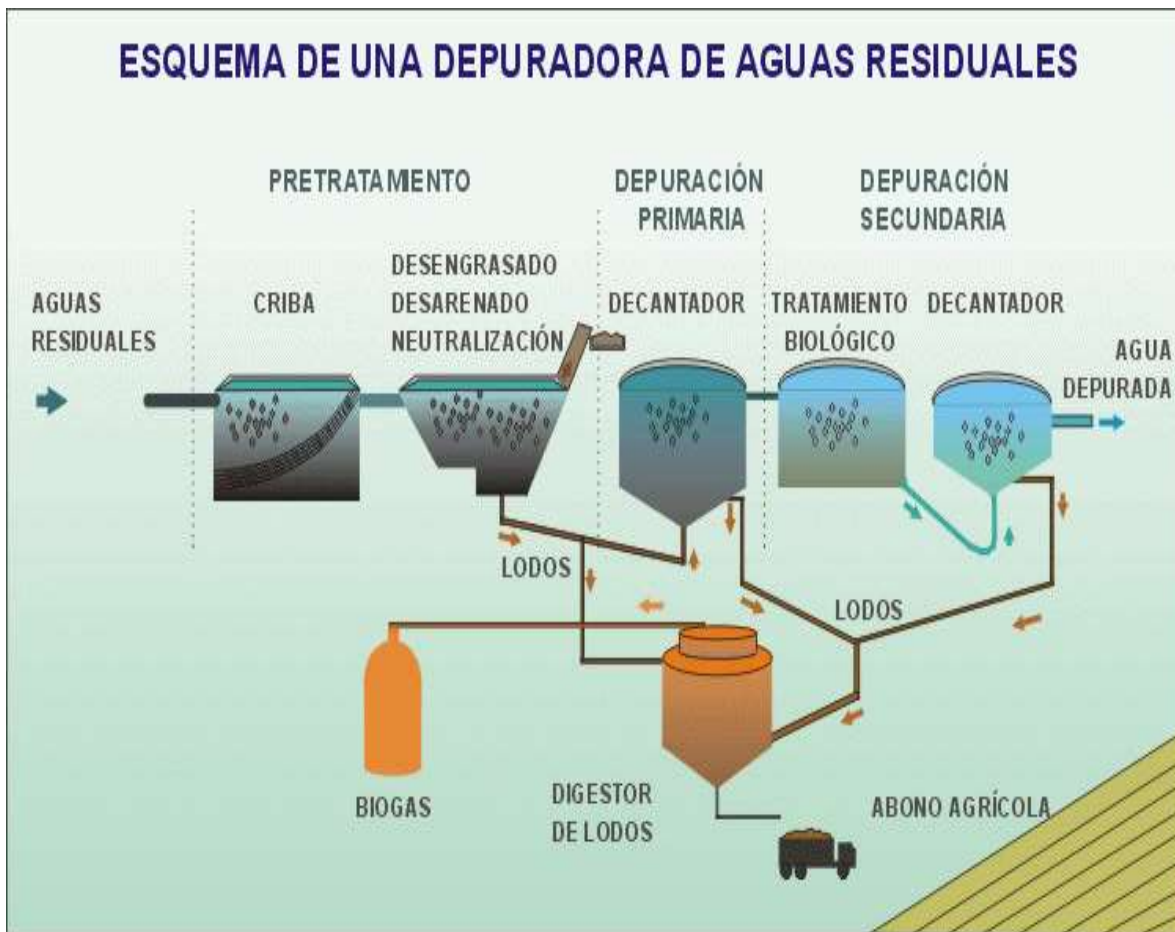 ESQUEMA DE UNA DEPURADORA DE AGUAS RESIDUALES
PRETRATAMIENTO
DEPURACIÓN
PRIMARIA
DEPURACIÓN
SECUNDARIA
AGUAS
RESIDUALES
CRIBA
DESENGRASADO
DESARENADO
NEUTRALIZACIÓN
DECANTADOR
TRATAMIENTO
BIOLÓGICO
DECANTADOR
AGUA
DEPURADA
LODOS
LODOS
BIOGAS
DIGESTOR
DE LODOS
ABONO AGRÍCOLA